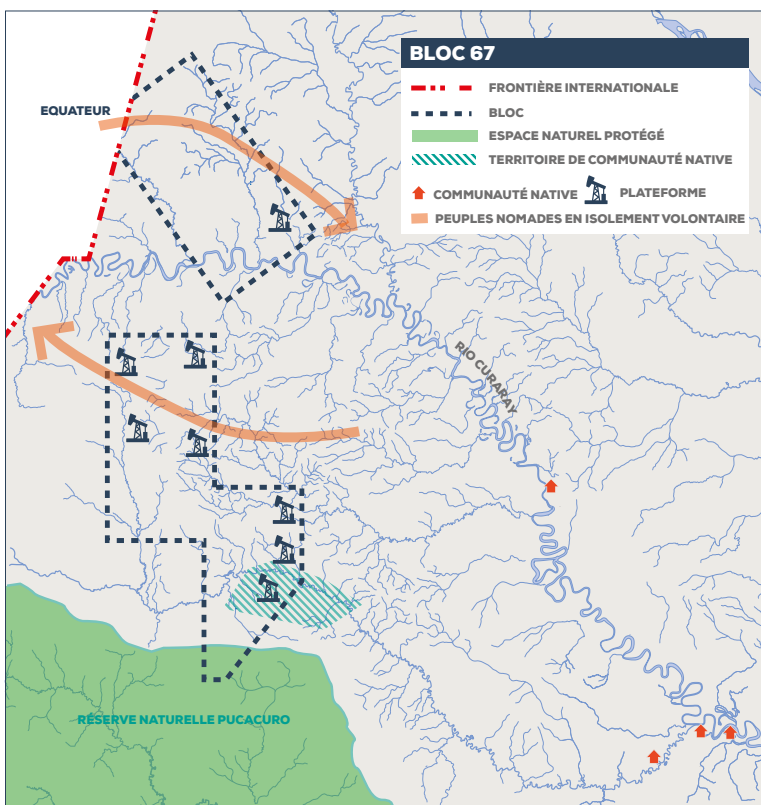 BLOC 67
FRONTIÈRE INTERNATIONALE
BLOC
ESPACE NATUREL PROTÉGÉ
TERRITOIRE DE COMMUNAUTÉ NATIVE
COMMUNAUTÉ NATIVE PLATEFORME
PEUPLES NOMADES EN ISOLEMENT VOLONTAIRE
EQUATEUR
RIO CURARAY
RÉSERVE NATURELLE PUCACURO